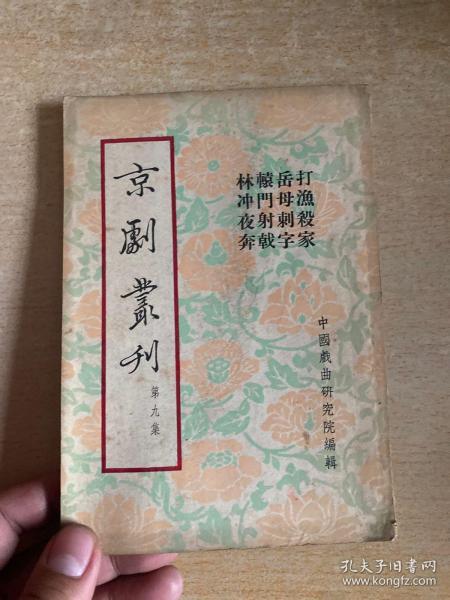 京劇叢刊
第九集
打漁殺家
岳母刺字
轅門射戟
林冲夜奔
中國戲曲研究院編輯
孔夫子旧书网
www.kongfz.com